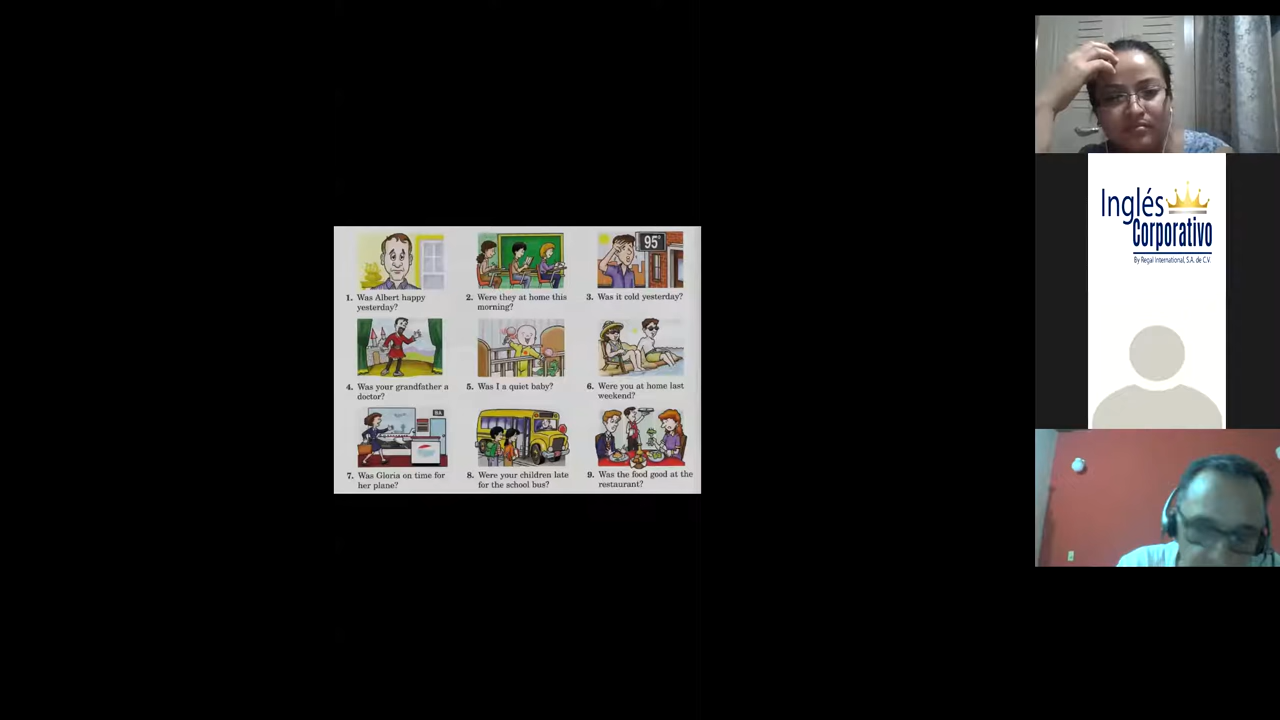 95°
1. Was Albert happy
yesterday?
2. Were they at home this
morning?
3. Was it cold yesterday?
4. Was your grandfather a
doctor?
5. Was I a quiet baby?
6. Were you at home last
weekend?
7. Was Gloria on time for
her plane?
8. Were your children late
for the school bus?
9. Was the food good at the
restaurant?
Inglés
Corporativo
By Regal International, S.A. de C.V.